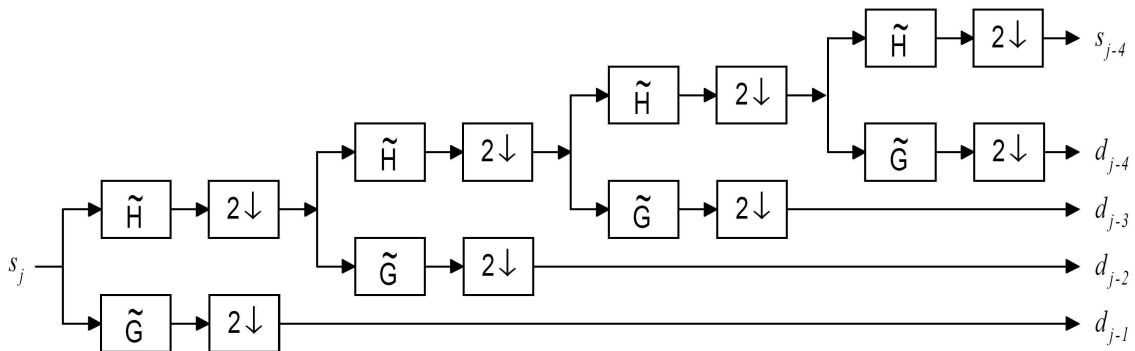 H̃ 2↓ s_{j-4}
H̃ 2↓
H̃ 2↓ G̃ 2↓ d_{j-4}
H̃ 2↓ G̃ 2↓ d_{j-3}
s_j G̃ 2↓ d_{j-2}
G̃ 2↓ d_{j-1}